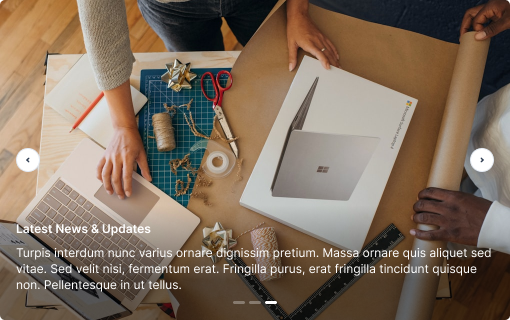 Latest News & Updates
Turpis interdum nunc varius ornare dignissim pretium. Massa ornare quis aliquet sed
vitae. Sed velit nisi, fermentum erat. Fringilla purus, erat fringilla tincidunt quisque
non. Pellentesque in ut tellus.